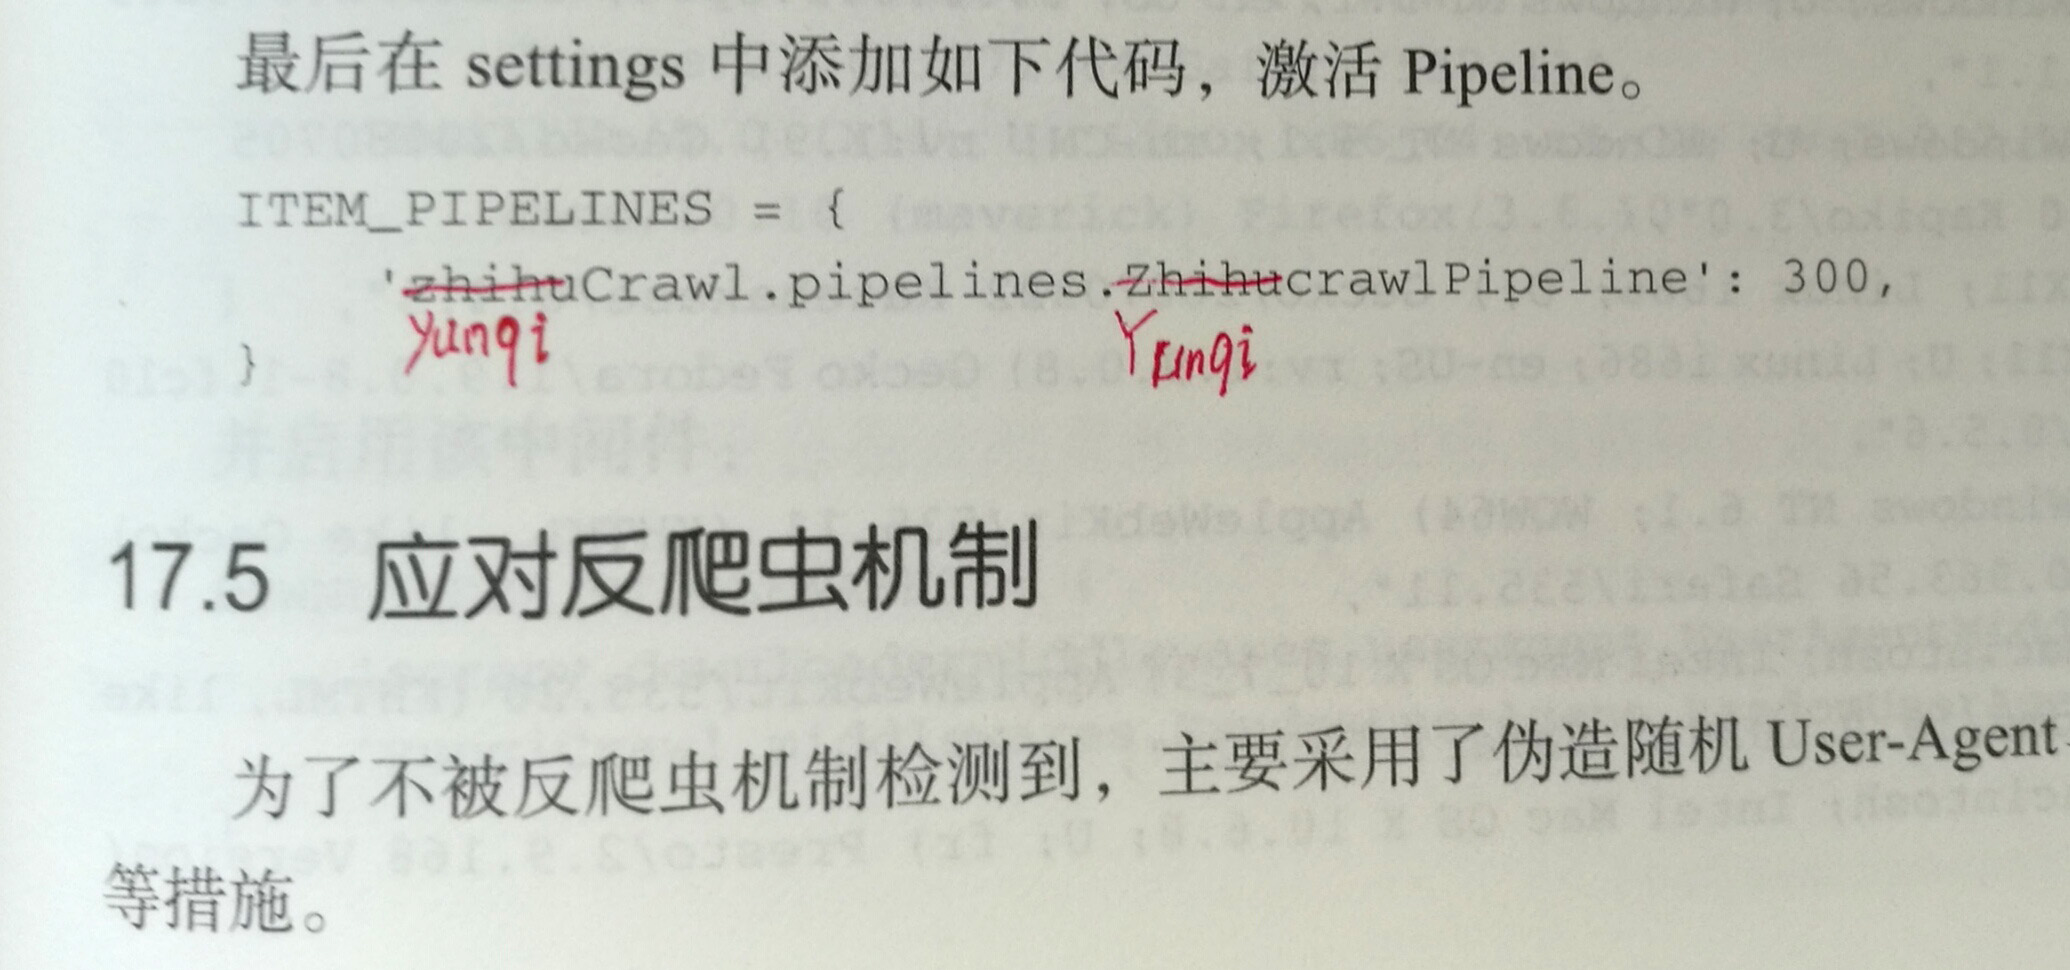 最后在 settings 中添加如下代码，激活 Pipeline。
ITEM_PIPELINES = {
'zhihuCrawl.pipelines.ZhihucrawlPipeline': 300,
yunqi Yunqi
}
17.5 应对反爬虫机制
为了不被反爬虫机制检测到，主要采用了伪造随机 User-Agent
等措施。